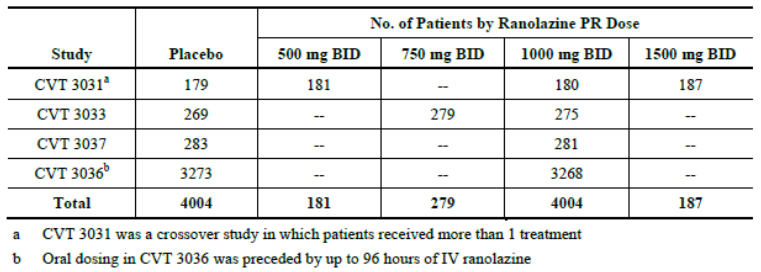 No. of Patients by Ranolazine PR Dose
Study Placebo 500 mg BID 750 mg BID 1000 mg BID 1500 mg BID
CVT 3031a 179 181 -- 180 187
CVT 3033 269 -- 279 275 --
CVT 3037 283 -- -- 281 --
CVT 3036b 3273 -- -- 3268 --
Total 4004 181 279 4004 187
a CVT 3031 was a crossover study in which patients received more than 1 treatment
b Oral dosing in CVT 3036 was preceded by up to 96 hours of IV ranolazine